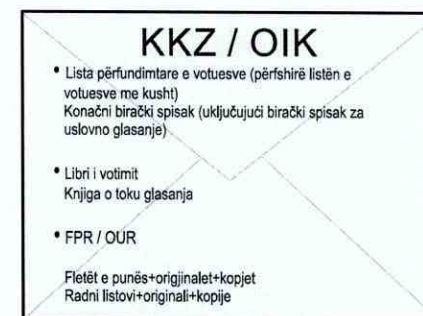 KKZ / OIK
• Lista përfundimtare e votuesve (përfshirë listën e
votuesve me kusht)
Konačni birački spisak (uključujući birački spisak za
uslovno glasanje)
• Libri i votimit
Knjiga o toku glasanja
• FPR / OUR
Fletët e punës+origjinalet+kopjet
Radni listovi+originali+kopije